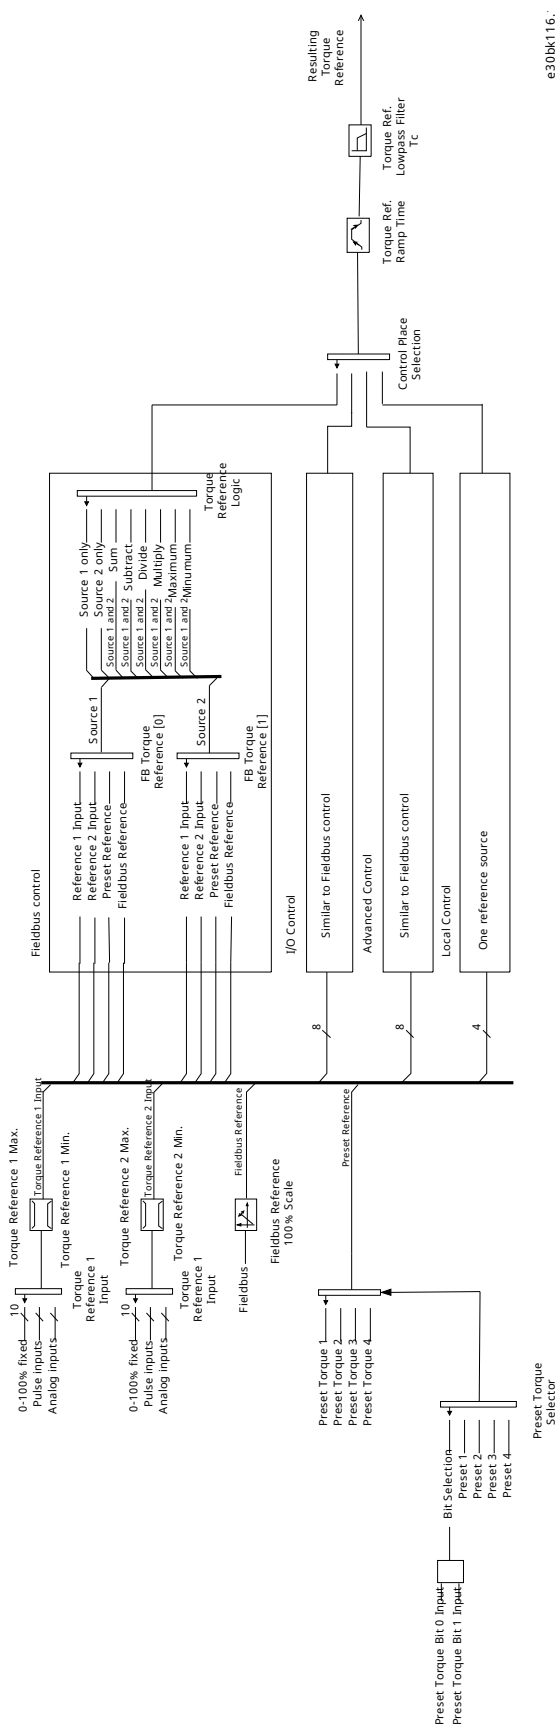 0-100% fixed
10
Pulse inputs
Analog inputs
Torque
Reference 1
Input
Torque Reference 1 Max.
Torque Reference 1 Min.
Torque Reference 1 Input
0-100% fixed
10
Pulse inputs
Analog inputs
Torque
Reference 1
Input
Torque Reference 2 Max.
Torque Reference 2 Min.
Torque Reference 2 Input
Fieldbus
Fieldbus Reference
100% Scale
Fieldbus Reference
Preset Torque 1
Preset Torque 2
Preset Torque 3
Preset Torque 4
Preset Reference
Preset Torque Bit 0 Input
Preset Torque Bit 1 Input
Bit Selection
Preset 1
Preset 2
Preset 3
Preset 4
Preset Torque
Selector
Fieldbus control
Reference 1 Input
Reference 2 Input
Preset Reference
Fieldbus Reference
FB Torque
Reference [0]
Source 1
Reference 1 Input
Reference 2 Input
Preset Reference
Fieldbus Reference
FB Torque
Reference [1]
Source 2
Source 1 only
Source 2 only
Source 1 and 2 Sum
Source 1 and 2 Subtract
Source 1 and 2 Divide
Source 1 and 2 Multiply
Source 1 and 2 Maximum
Source 1 and 2 Minumum
Torque
Reference
Logic
I/O Control
8
Similar to Fieldbus control
Advanced Control
8
Similar to Fieldbus control
Local Control
4
One reference source
Control Place
Selection
Torque Ref.
Ramp Time
Torque Ref.
Lowpass Filter
Tc
Resulting
Torque
Reference
e30bk116.